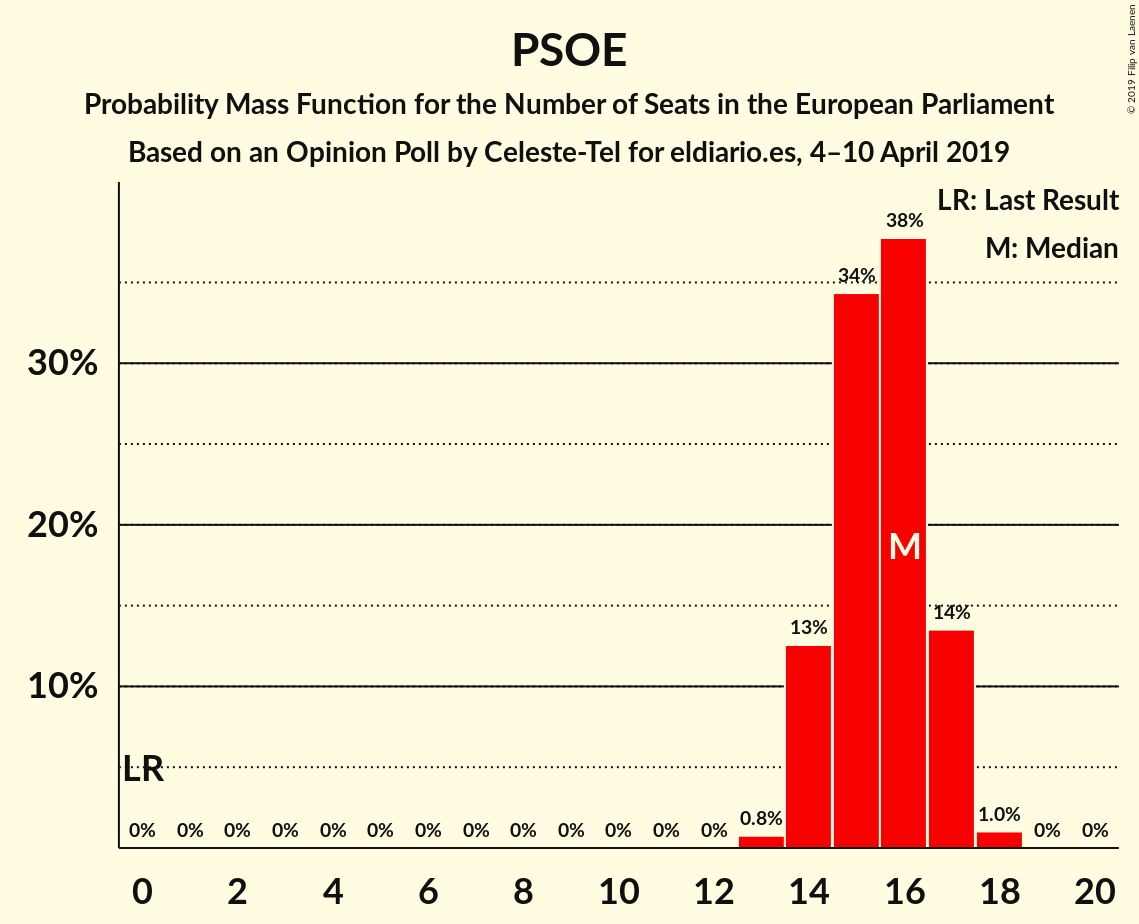 PSOE
Probability Mass Function for the Number of Seats in the European Parliament
Based on an Opinion Poll by Celeste-Tel for eldiario.es, 4–10 April 2019
© 2019 Filip van Laenen
LR: Last Result
M: Median
38%
34%
30%
20%
M
14%
13%
10%
LR
0% 0% 0% 0% 0% 0% 0% 0% 0% 0% 0% 0% 0% 0.8% 1.0% 0% 0%
0 2 4 6 8 10 12 14 16 18 20